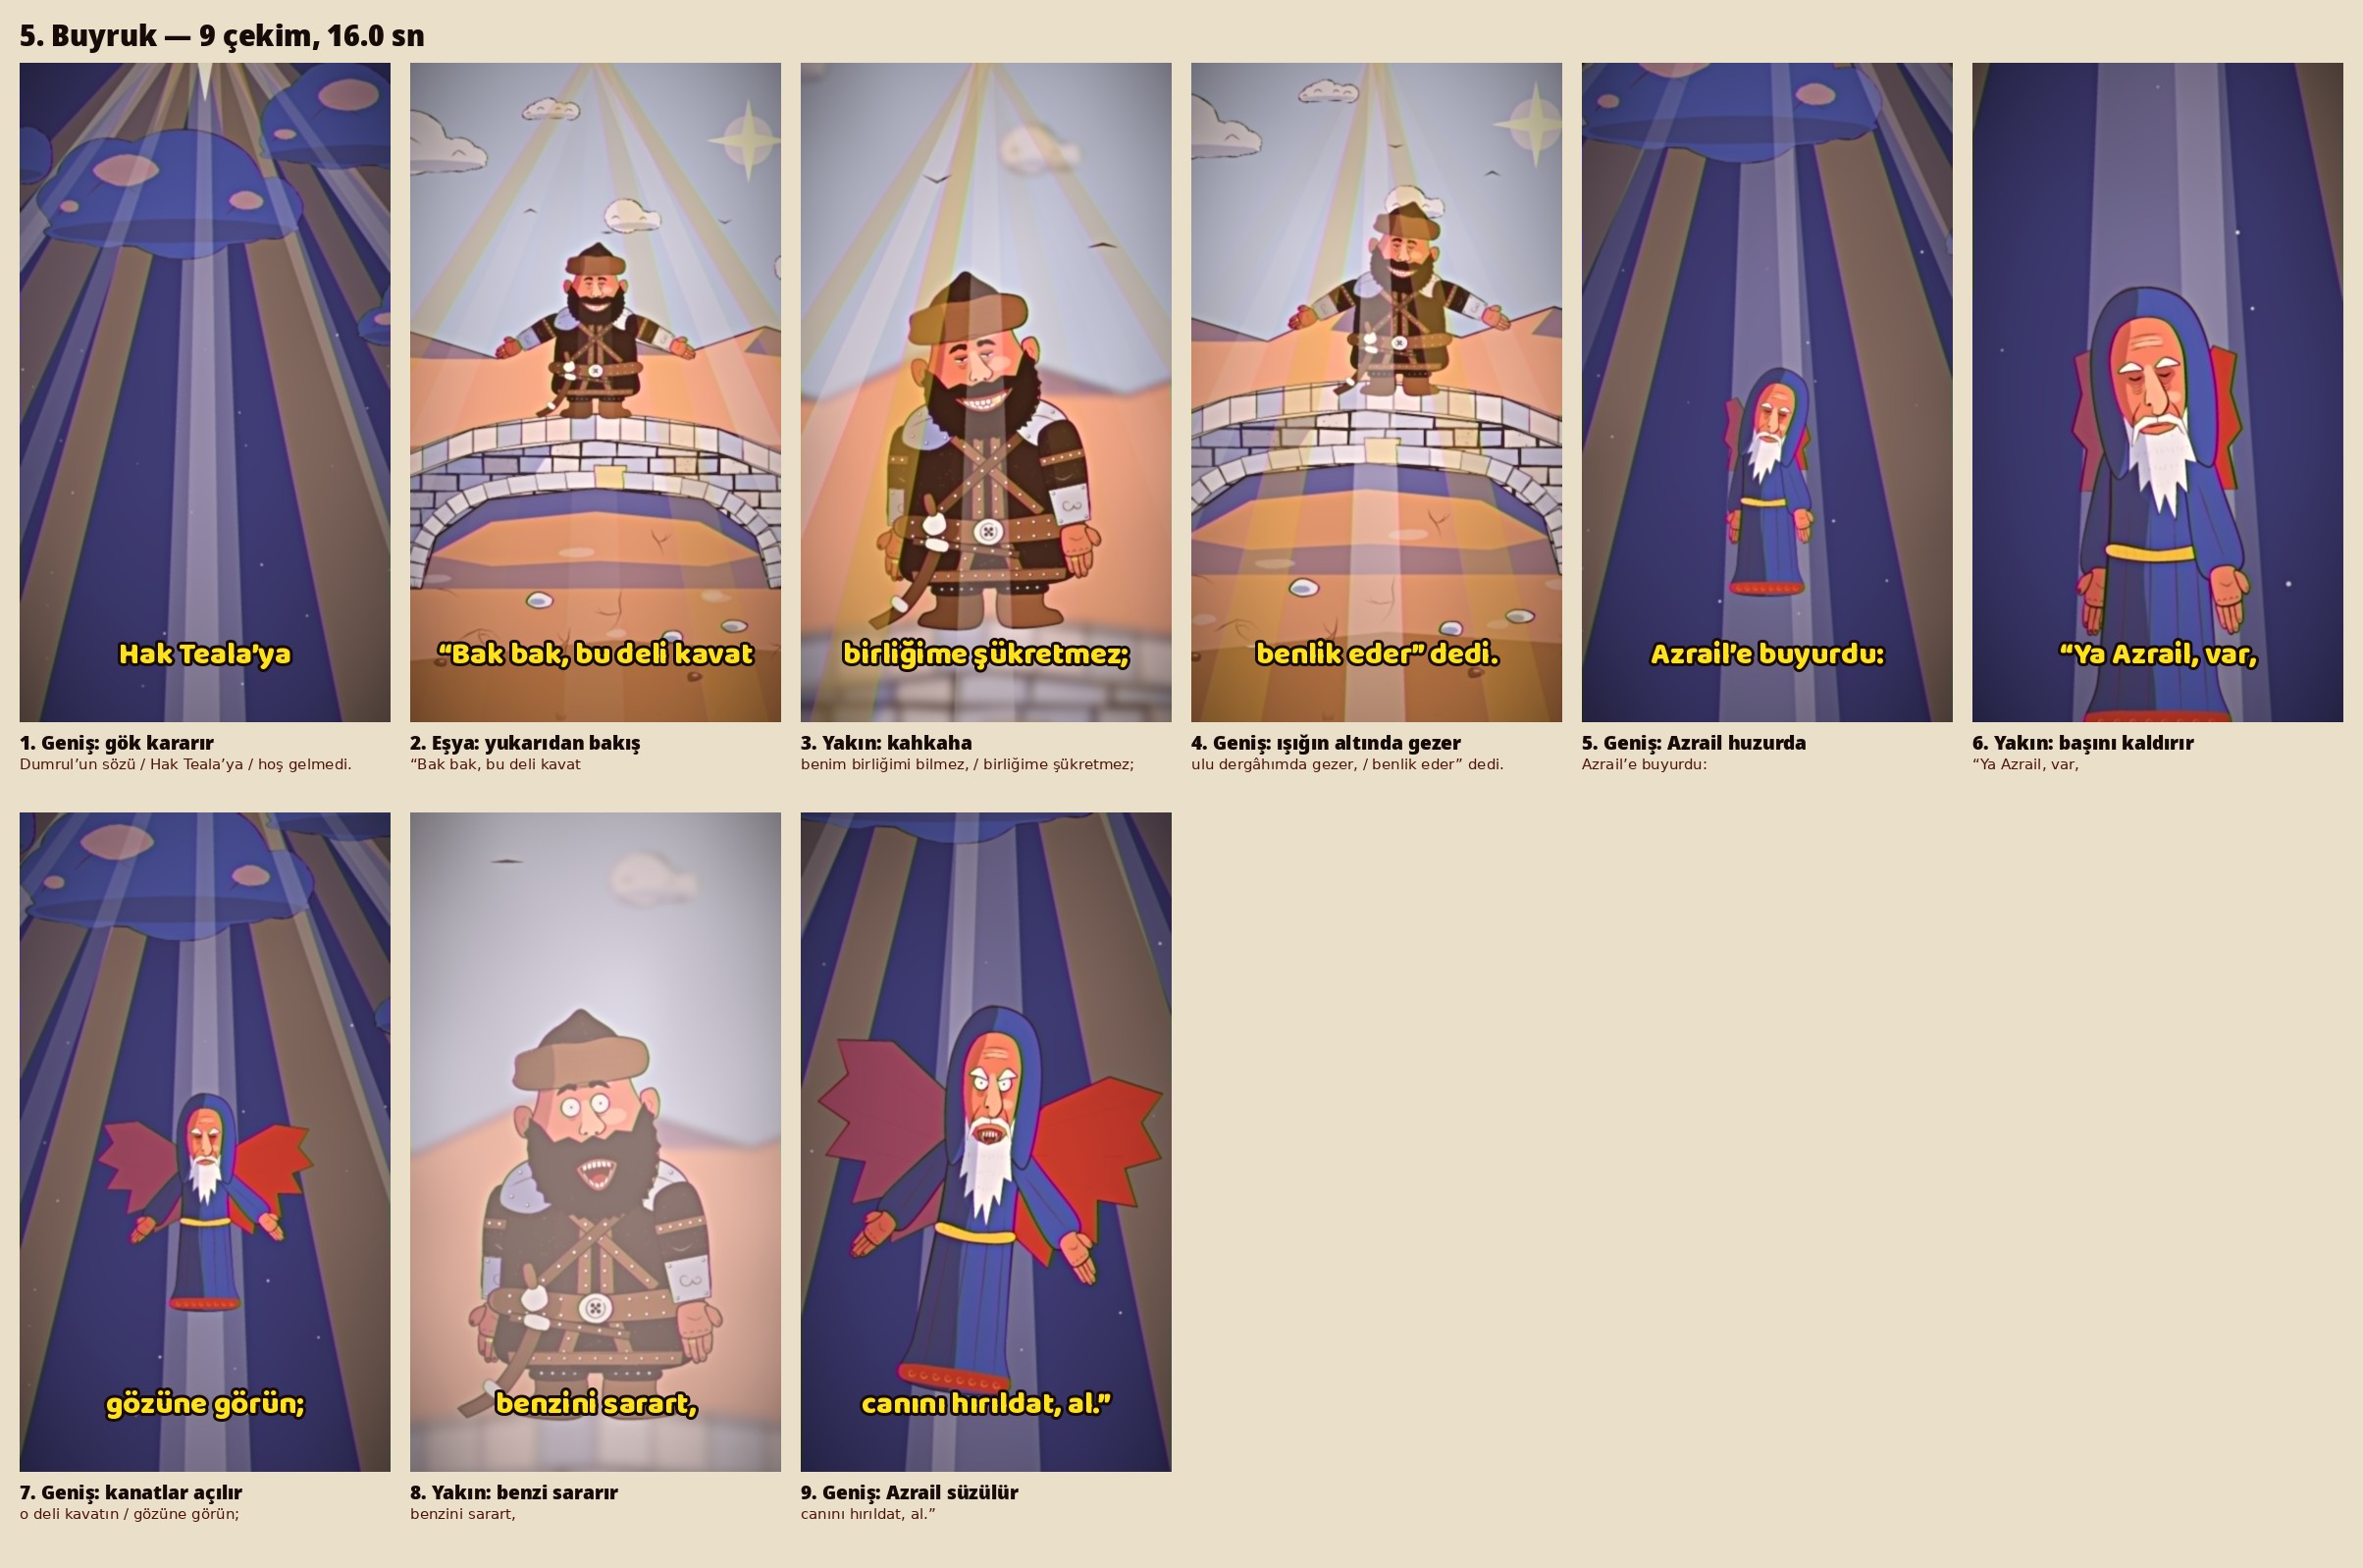 5. Buyruk — 9 çekim, 16.0 sn
Hak Teala’ya
“Bak bak, bu deli kavat
birliğime şükretmez;
benlik eder” dedi.
Azrail’e buyurdu:
“Ya Azrail, var,
1. Geniş: gök kararır
Dumrul’un sözü / Hak Teala’ya / hoş gelmedi.
2. Eşya: yukarıdan bakış
“Bak bak, bu deli kavat
3. Yakın: kahkaha
benim birliğimi bilmez, / birliğime şükretmez;
4. Geniş: ışığın altında gezer
ulu dergâhımda gezer, / benlik eder” dedi.
5. Geniş: Azrail huzurda
Azrail’e buyurdu:
6. Yakın: başını kaldırır
“Ya Azrail, var,
gözüne görün;
benzini sarart,
canını hırıldat, al.”
7. Geniş: kanatlar açılır
o deli kavatın / gözüne görün;
8. Yakın: benzi sararır
benzini sarart,
9. Geniş: Azrail süzülür
canını hırıldat, al.”